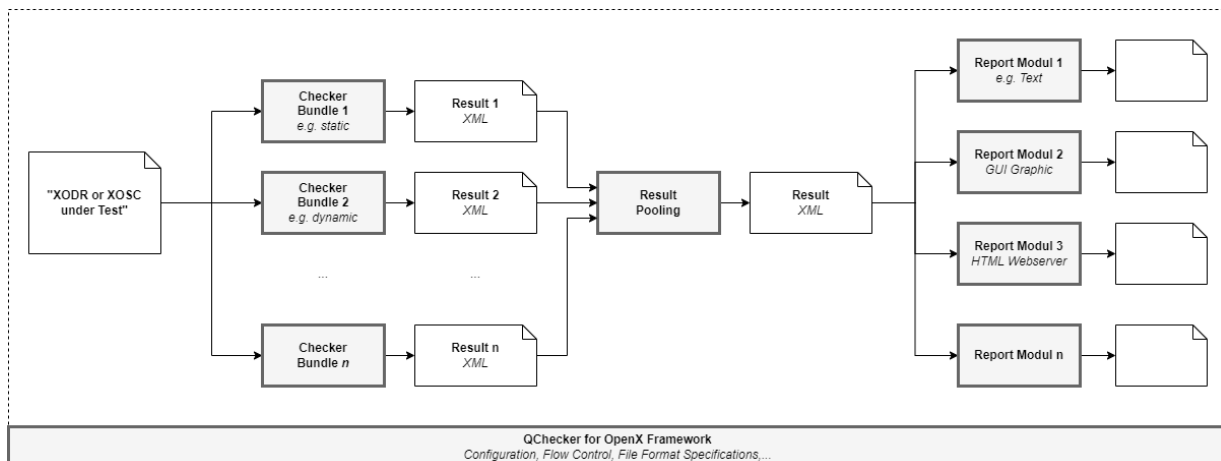 "XODR or XOSC
under Test"
Checker
Bundle 1
e.g. static
Result 1
XML
Checker
Bundle 2
e.g. dynamic
Result 2
XML
...
...
Checker
Bundle n
Result n
XML
Result
Pooling
Result
XML
Report Modul 1
e.g. Text
Report Modul 2
GUI Graphic
Report Modul 3
HTML Webserver
Report Modul n
QChecker for OpenX Framework
Configuration, Flow Control, File Format Specifications,...